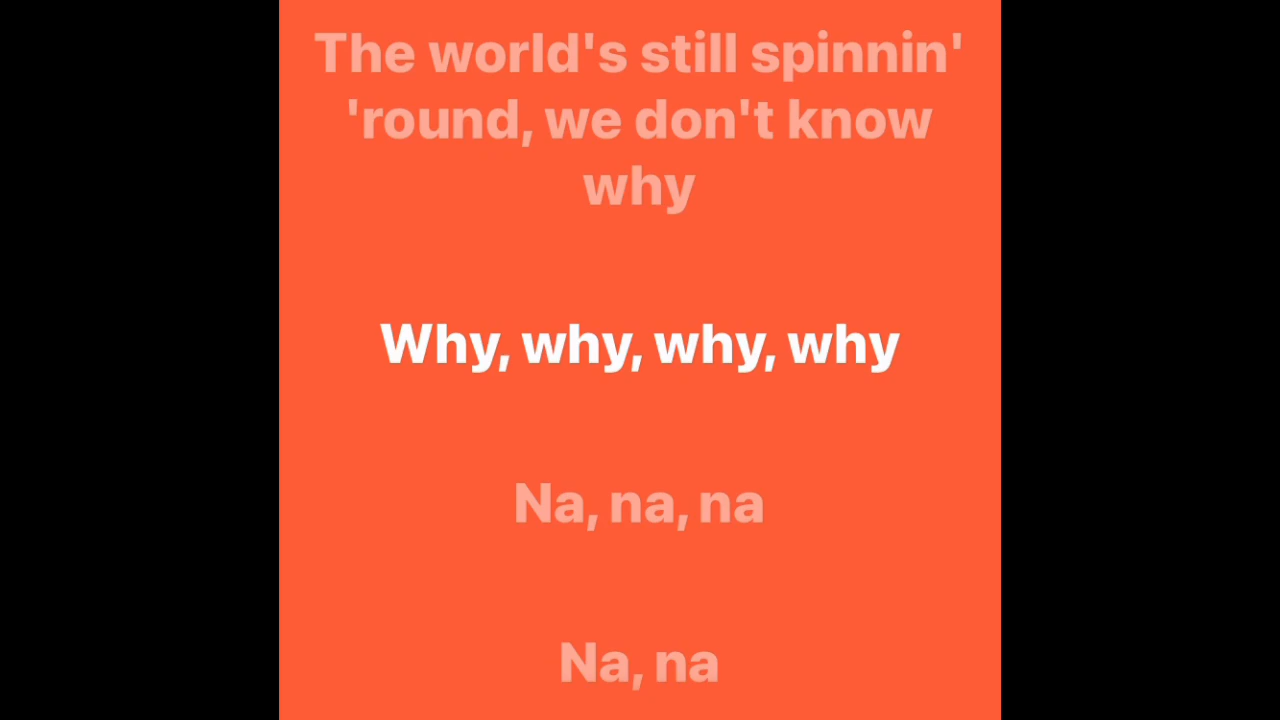 The world's still spinnin'
'round, we don't know
why
Why, why, why, why
Na, na, na
Na, na